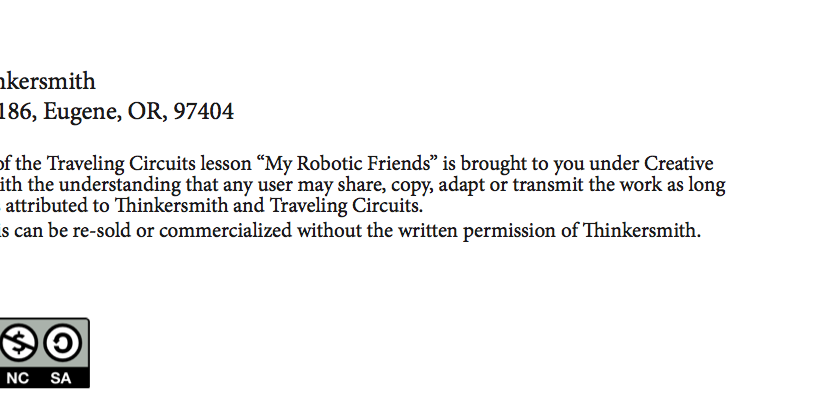 nkersmith
186, Eugene, OR, 97404
of the Traveling Circuits lesson “My Robotic Friends” is brought to you under Creative
ith the understanding that any user may share, copy, adapt or transmit the work as long
attributed to Thinkersmith and Traveling Circuits.
s can be re-sold or commercialized without the written permission of Thinkersmith.
NC SA